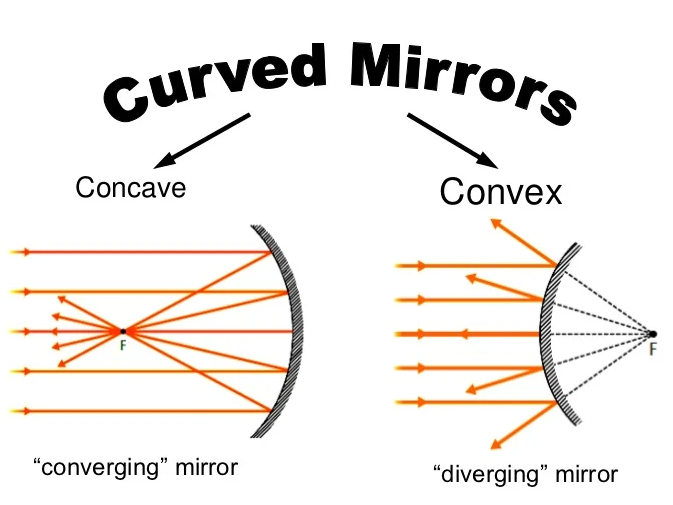 Curved Mirrors
Concave
Convex
F
F
“converging” mirror
“diverging” mirror